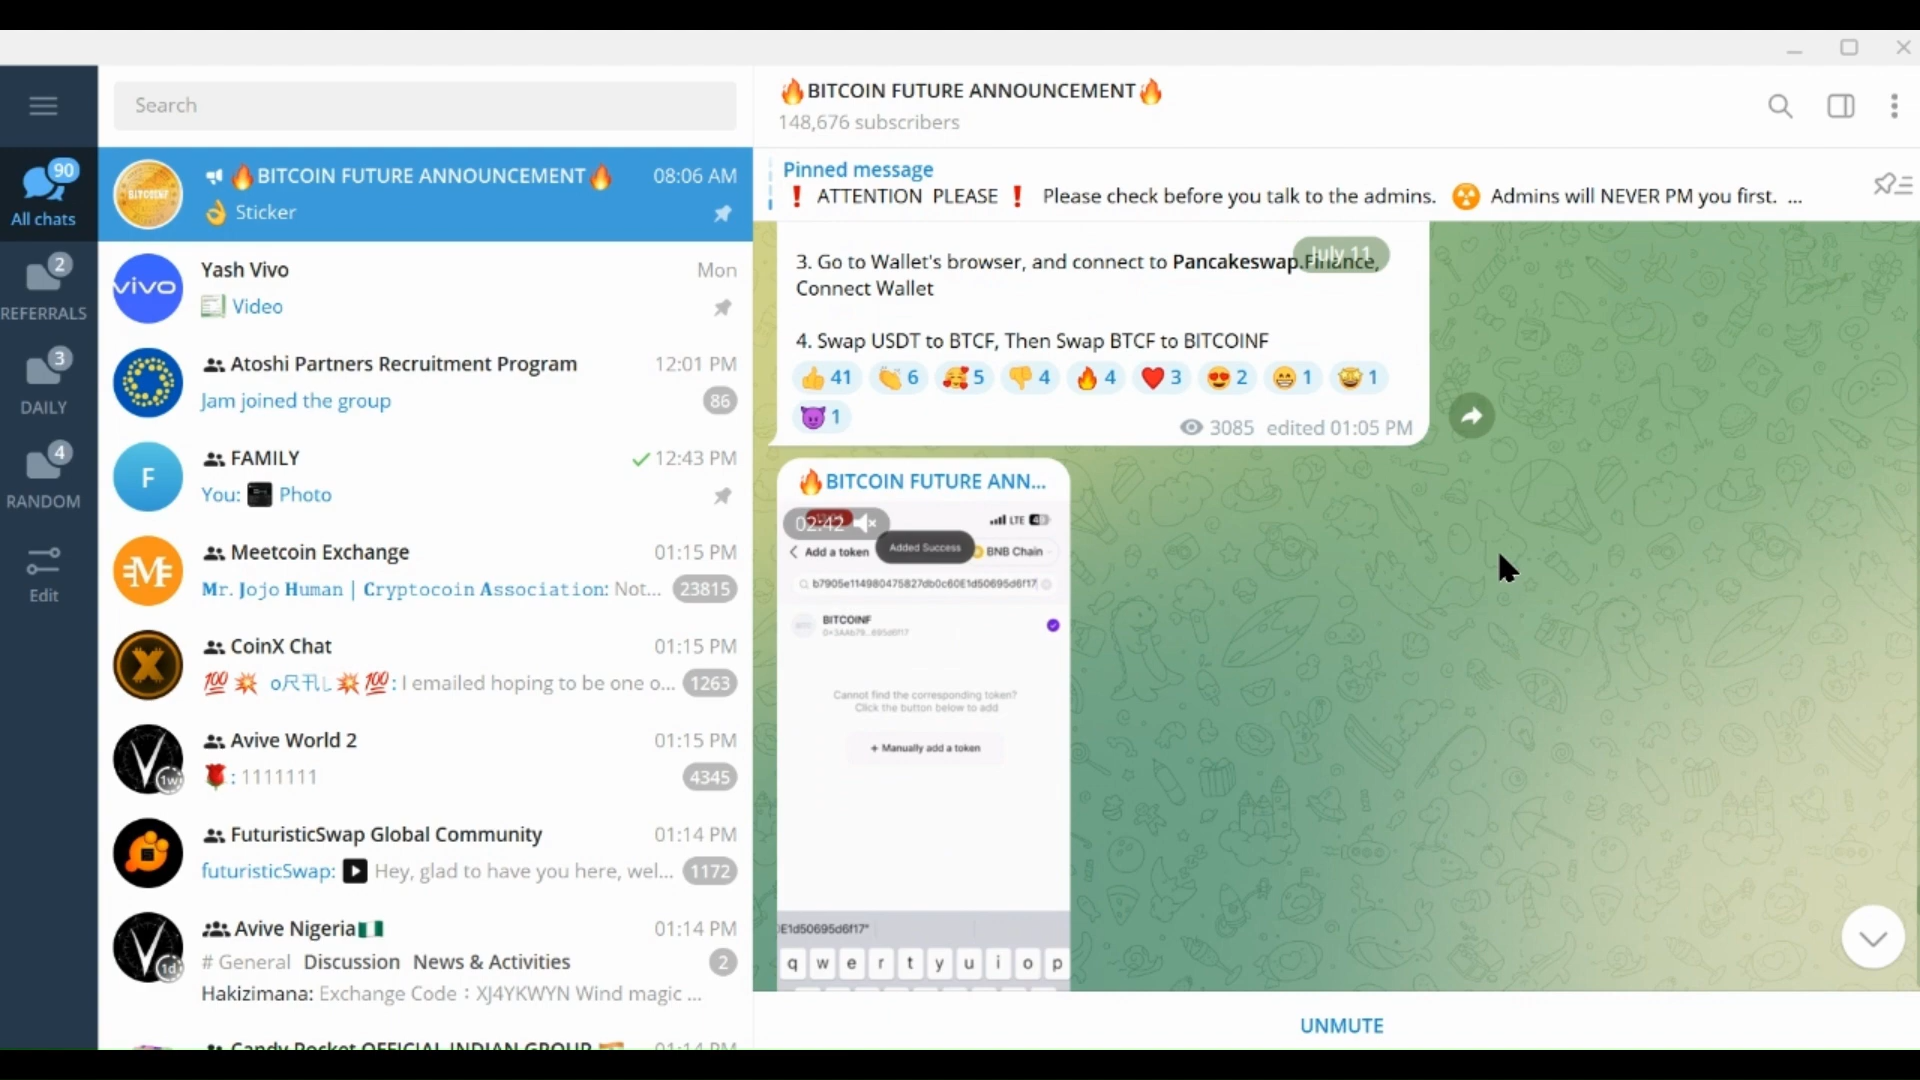 Search
90
All chats
2
REFERRALS
3
DAILY
4
RANDOM
Edit
BITCOINF
🔥BITCOIN FUTURE ANNOUNCEMENT🔥 08:06 AM
👌 Sticker
vivo
Yash Vivo Mon
Video
Atoshi Partners Recruitment Program 12:01 PM
Jam joined the group 86
F
FAMILY 12:43 PM
You: Photo
Meetcoin Exchange 01:15 PM
Mr. Jojo Human | Cryptocoin Association: Not... 23815
CoinX Chat 01:15 PM
💯💥 o尺卂し💥💯: I emailed hoping to be one o... 1263
1w
Avive World 2 01:15 PM
🌹: 1111111 4345
FuturisticSwap Global Community 01:14 PM
futuristicSwap: Hey, glad to have you here, wel... 1172
1d
Avive Nigeria🇳🇬 01:14 PM
# General Discussion News & Activities 2
Hakizimana: Exchange Code：XJ4YKWYN Wind magic ...
Candy Pocket OFFICIAL INDIAN GROUP 01:14 PM
🔥BITCOIN FUTURE ANNOUNCEMENT🔥
148,676 subscribers
Pinned message
❗ ATTENTION PLEASE ❗ Please check before you talk to the admins. ☢ Admins will NEVER PM you first. ...
July 11
3. Go to Wallet's browser, and connect to Pancakeswap.Finance,
Connect Wallet
4. Swap USDT to BTCF, Then Swap BTCF to BITCOINF
👍 41 👏 6 🥰 5 👎 4 🔥 4 ❤ 3 😍 2 😁 1 🤩 1
😈 1
3085 edited 01:05 PM
🔥BITCOIN FUTURE ANN...
02:42
LTE
Add a token
Added Success
BNB Chain
b7905e114980475827db0c60E1d50695d6f17
BITCOINF
0x3AAb79...695d6f17
Cannot find the corresponding token?
Click the button below to add
+ Manually add a token
E1d50695d6f17"
q w e r t y u i o p
UNMUTE